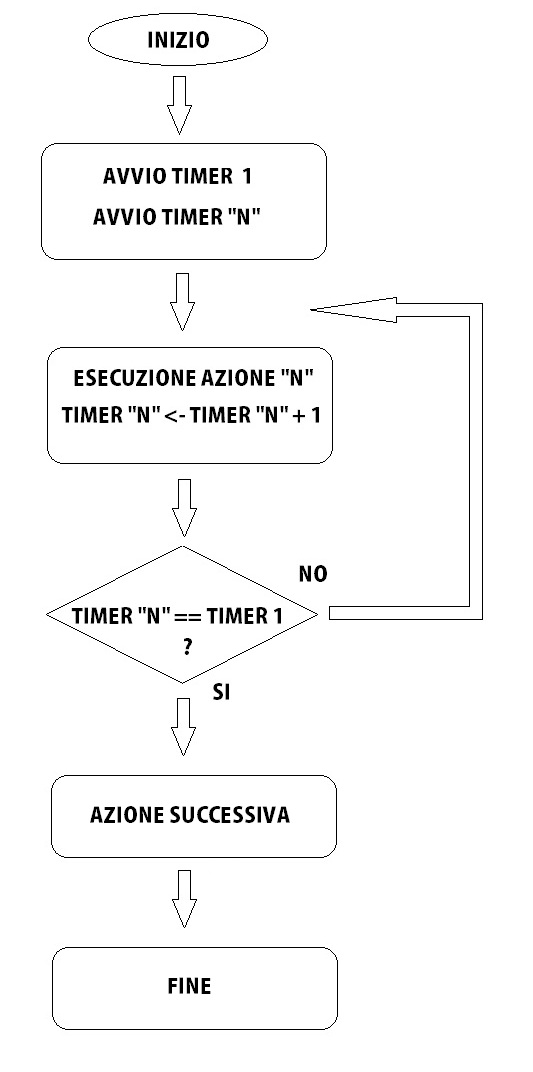 INIZIO
AVVIO TIMER 1
AVVIO TIMER "N"
ESECUZIONE AZIONE "N"
TIMER "N" <- TIMER "N" + 1
NO
TIMER "N" == TIMER 1
?
SI
AZIONE SUCCESSIVA
FINE